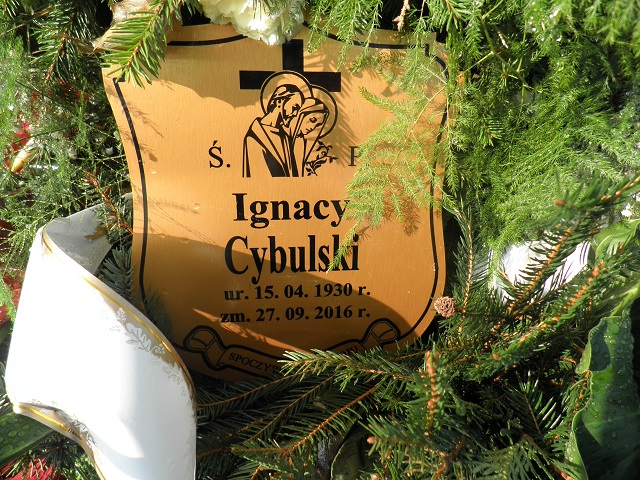 Ś. P
Ignacy
Cybulski
ur. 15. 04. 1930 r.
zm. 27. 09. 2016 r.